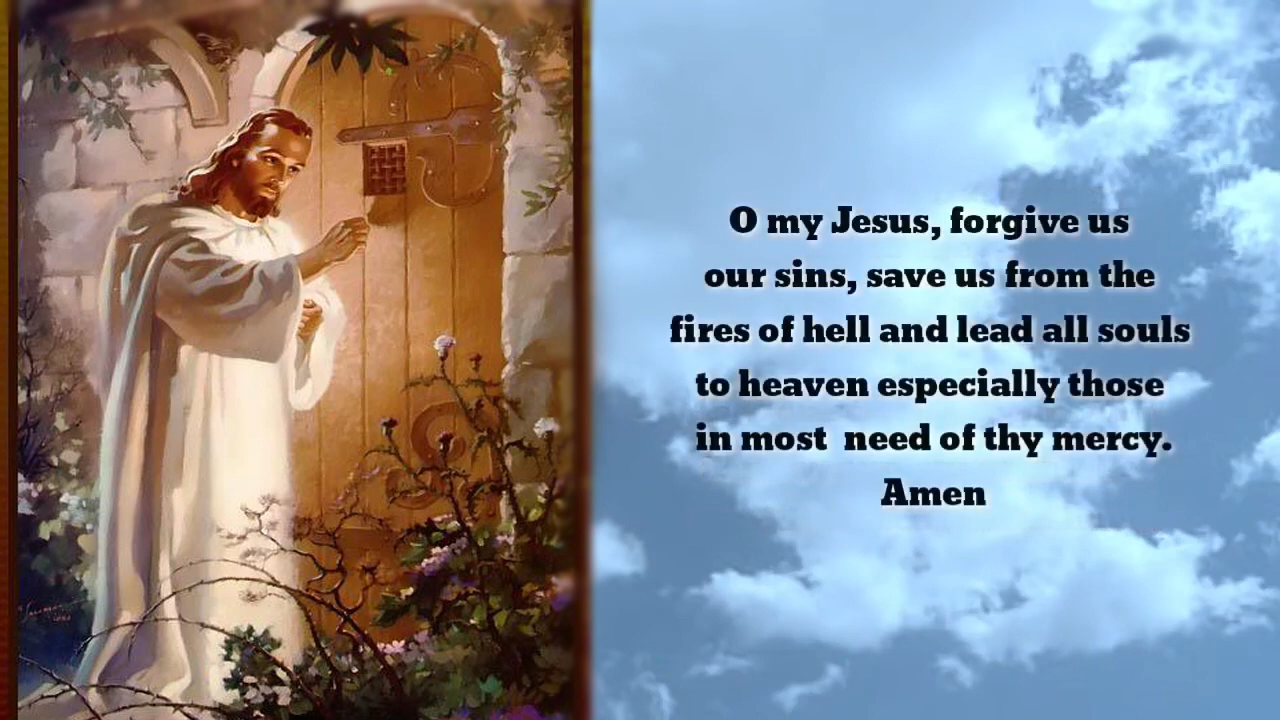 O my Jesus, forgive us
our sins, save us from the
fires of hell and lead all souls
to heaven especially those
in most  need of thy mercy.
Amen